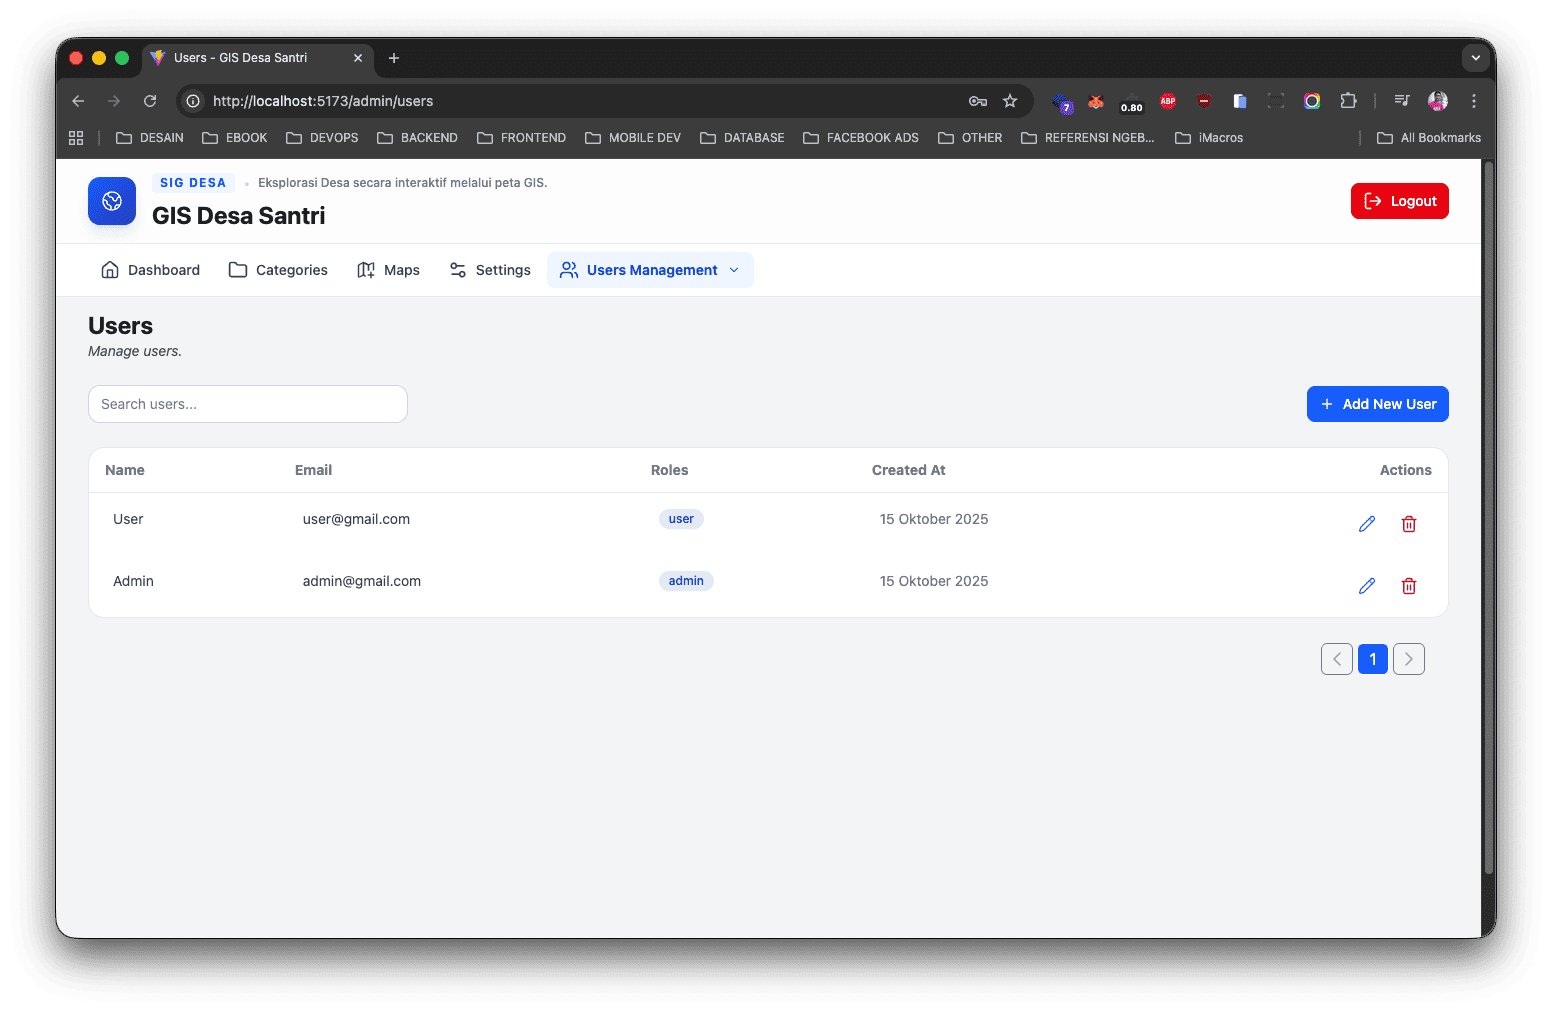 Users - GIS Desa Santri
http://localhost:5173/admin/users
7
0.80
ABP
DESAIN EBOOK DEVOPS BACKEND FRONTEND MOBILE DEV DATABASE FACEBOOK ADS OTHER REFERENSI NGEB... iMacros All Bookmarks
SIG DESA • Eksplorasi Desa secara interaktif melalui peta GIS.
GIS Desa Santri
Logout
Dashboard Categories Maps Settings Users Management
Users
Manage users.
Search users...
+ Add New User
Name Email Roles Created At Actions
User user@gmail.com user 15 Oktober 2025
Admin admin@gmail.com admin 15 Oktober 2025
1